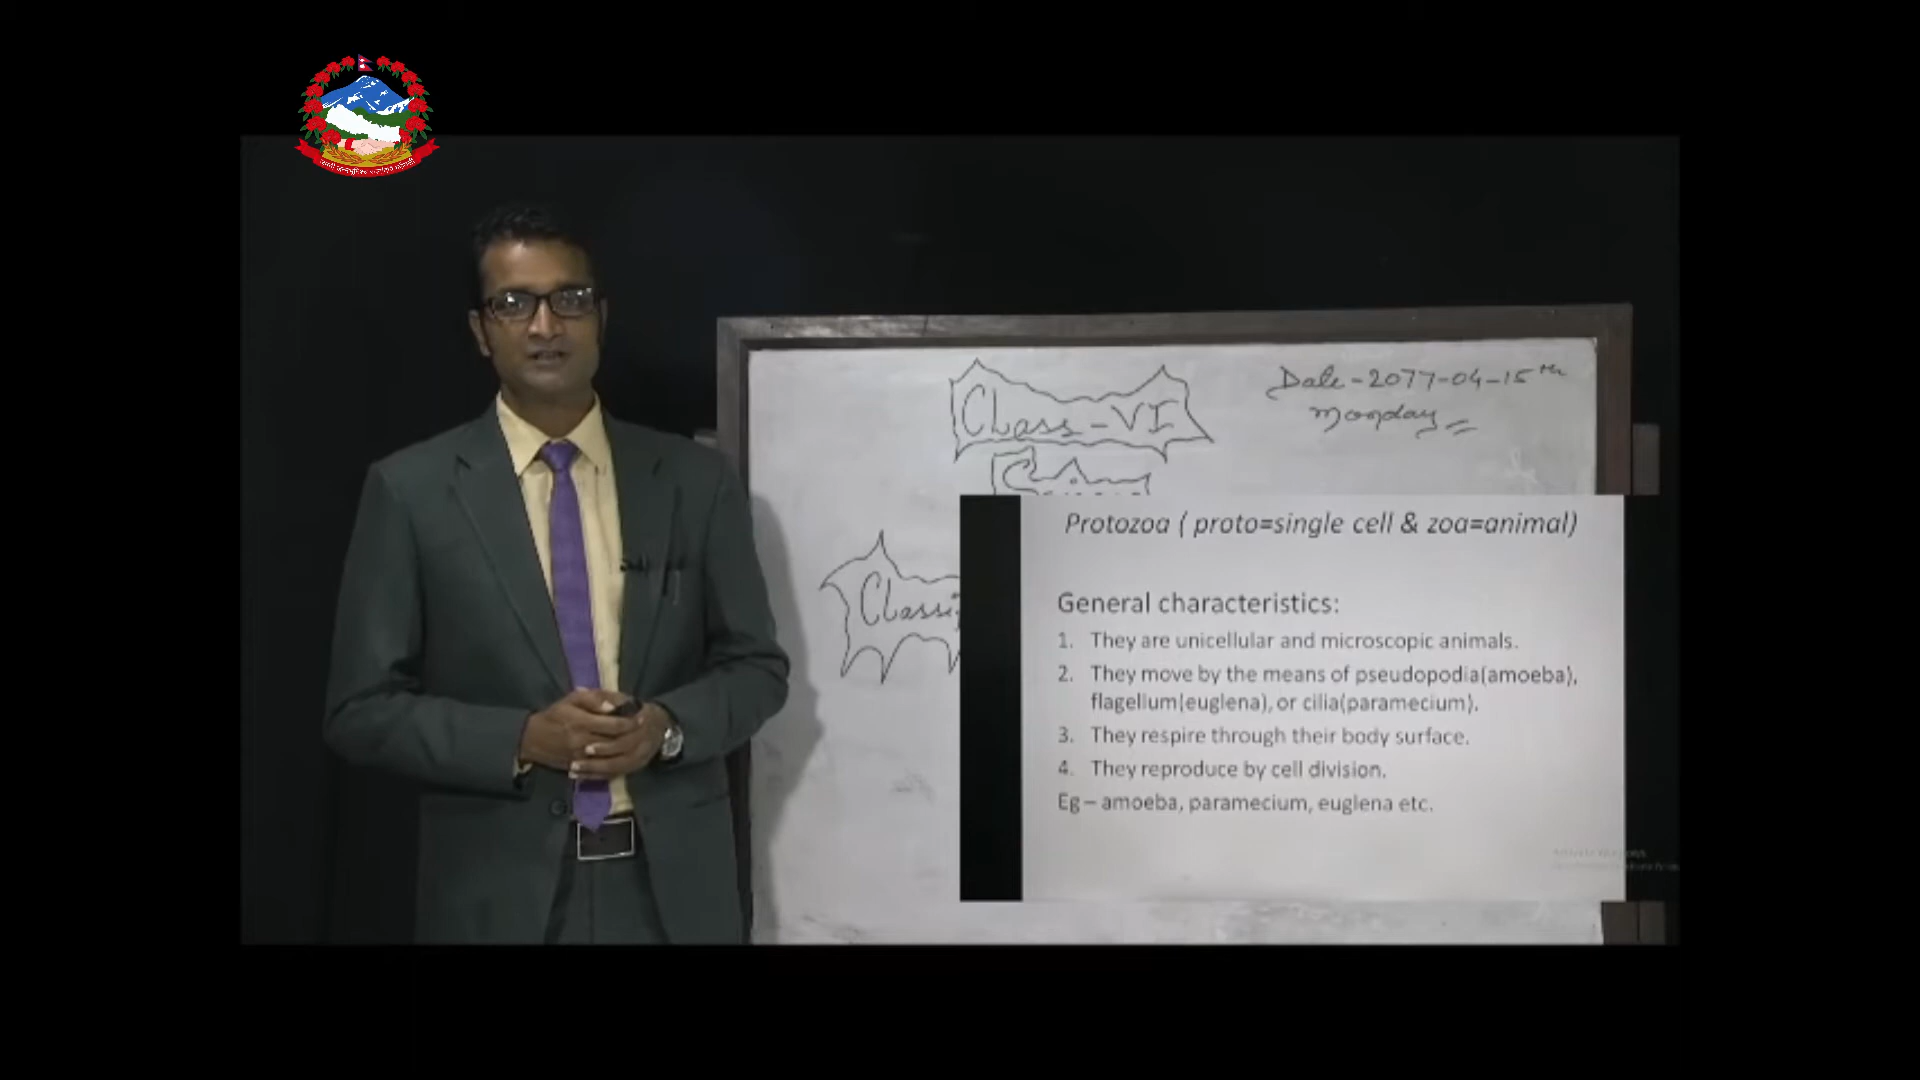 Class-VI
Date-2077-04-15th
Monday
Protozoa ( proto=single cell & zoa=animal)
General characteristics:
1. They are unicellular and microscopic animals.
2. They move by the means of pseudopodia(amoeba),
flagellum(euglena), or cilia(paramecium).
3. They respire through their body surface.
4. They reproduce by cell division.
Eg – amoeba, paramecium, euglena etc.